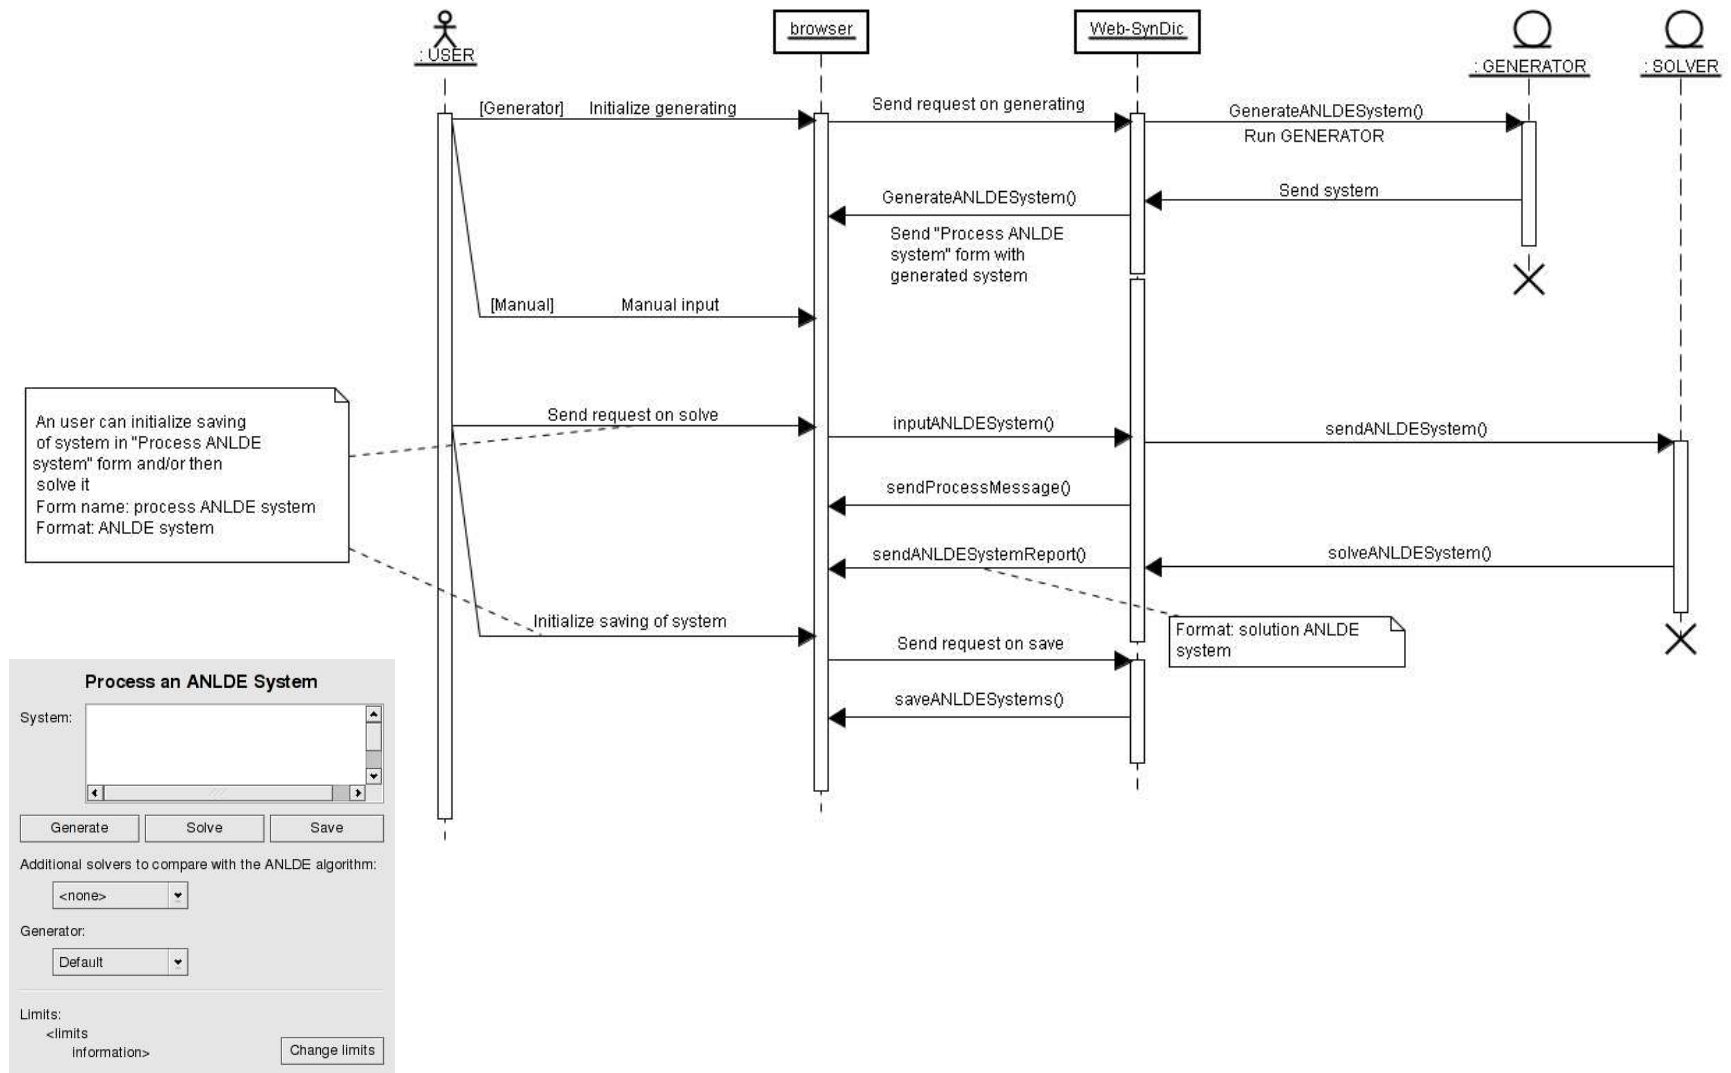 : USER
browser
Web-SynDic
: GENERATOR
: SOLVER
[Generator] Initialize generating
Send request on generating
GenerateANLDESystem()
Run GENERATOR
Send system
GenerateANLDESystem()
Send "Process ANLDE
system" form with
generated system
[Manual] Manual input
An user can initialize saving
of system in "Process ANLDE
system" form and/or then
solve it
Form name: process ANLDE system
Format: ANLDE system
Send request on solve
inputANLDESystem()
sendANLDESystem()
sendProcessMessage()
sendANLDESystemReport()
solveANLDESystem()
Format: solution ANLDE
system
Initialize saving of system
Send request on save
saveANLDESystems()
Process an ANLDE System
System:
Generate Solve Save
Additional solvers to compare with the ANLDE algorithm:
<none>
Generator:
Default
Limits:
<limits
information>
Change limits